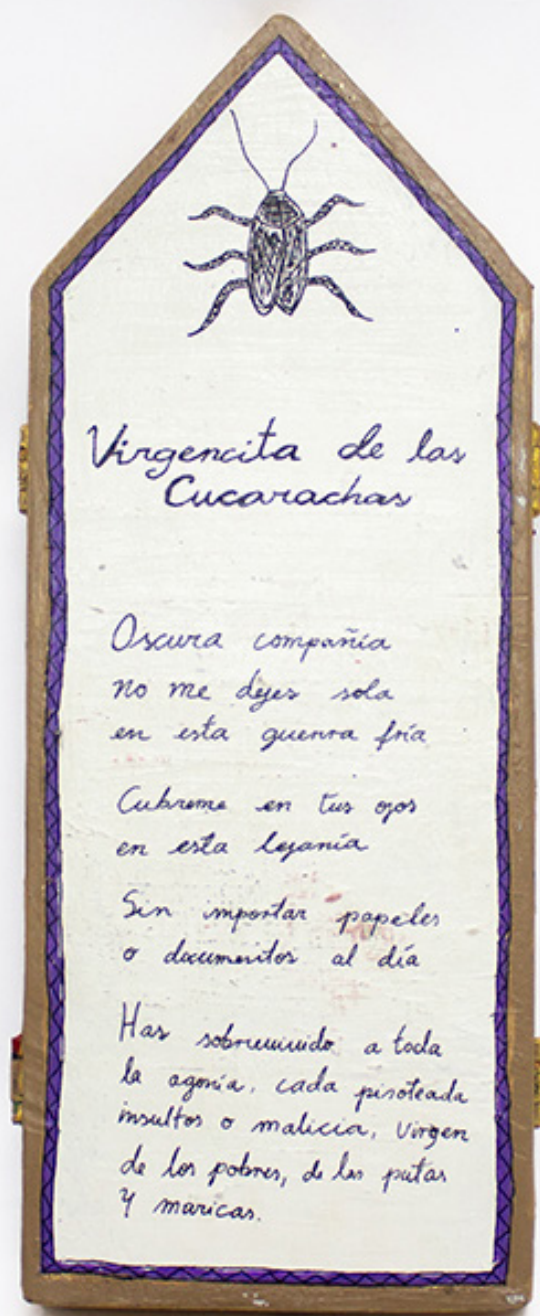 Virgencita de las
Cucarachas
Oscura compañía
no me dejes sola
en esta guerra fría
Cubreme en tus ojos
en esta lejanía
Sin importar papeles
o documentos al día
Has sobrevivido a toda
la agonía, cada pisoteada
insultos o malicia, Virgen
de los pobres, de las putas
y maricas.